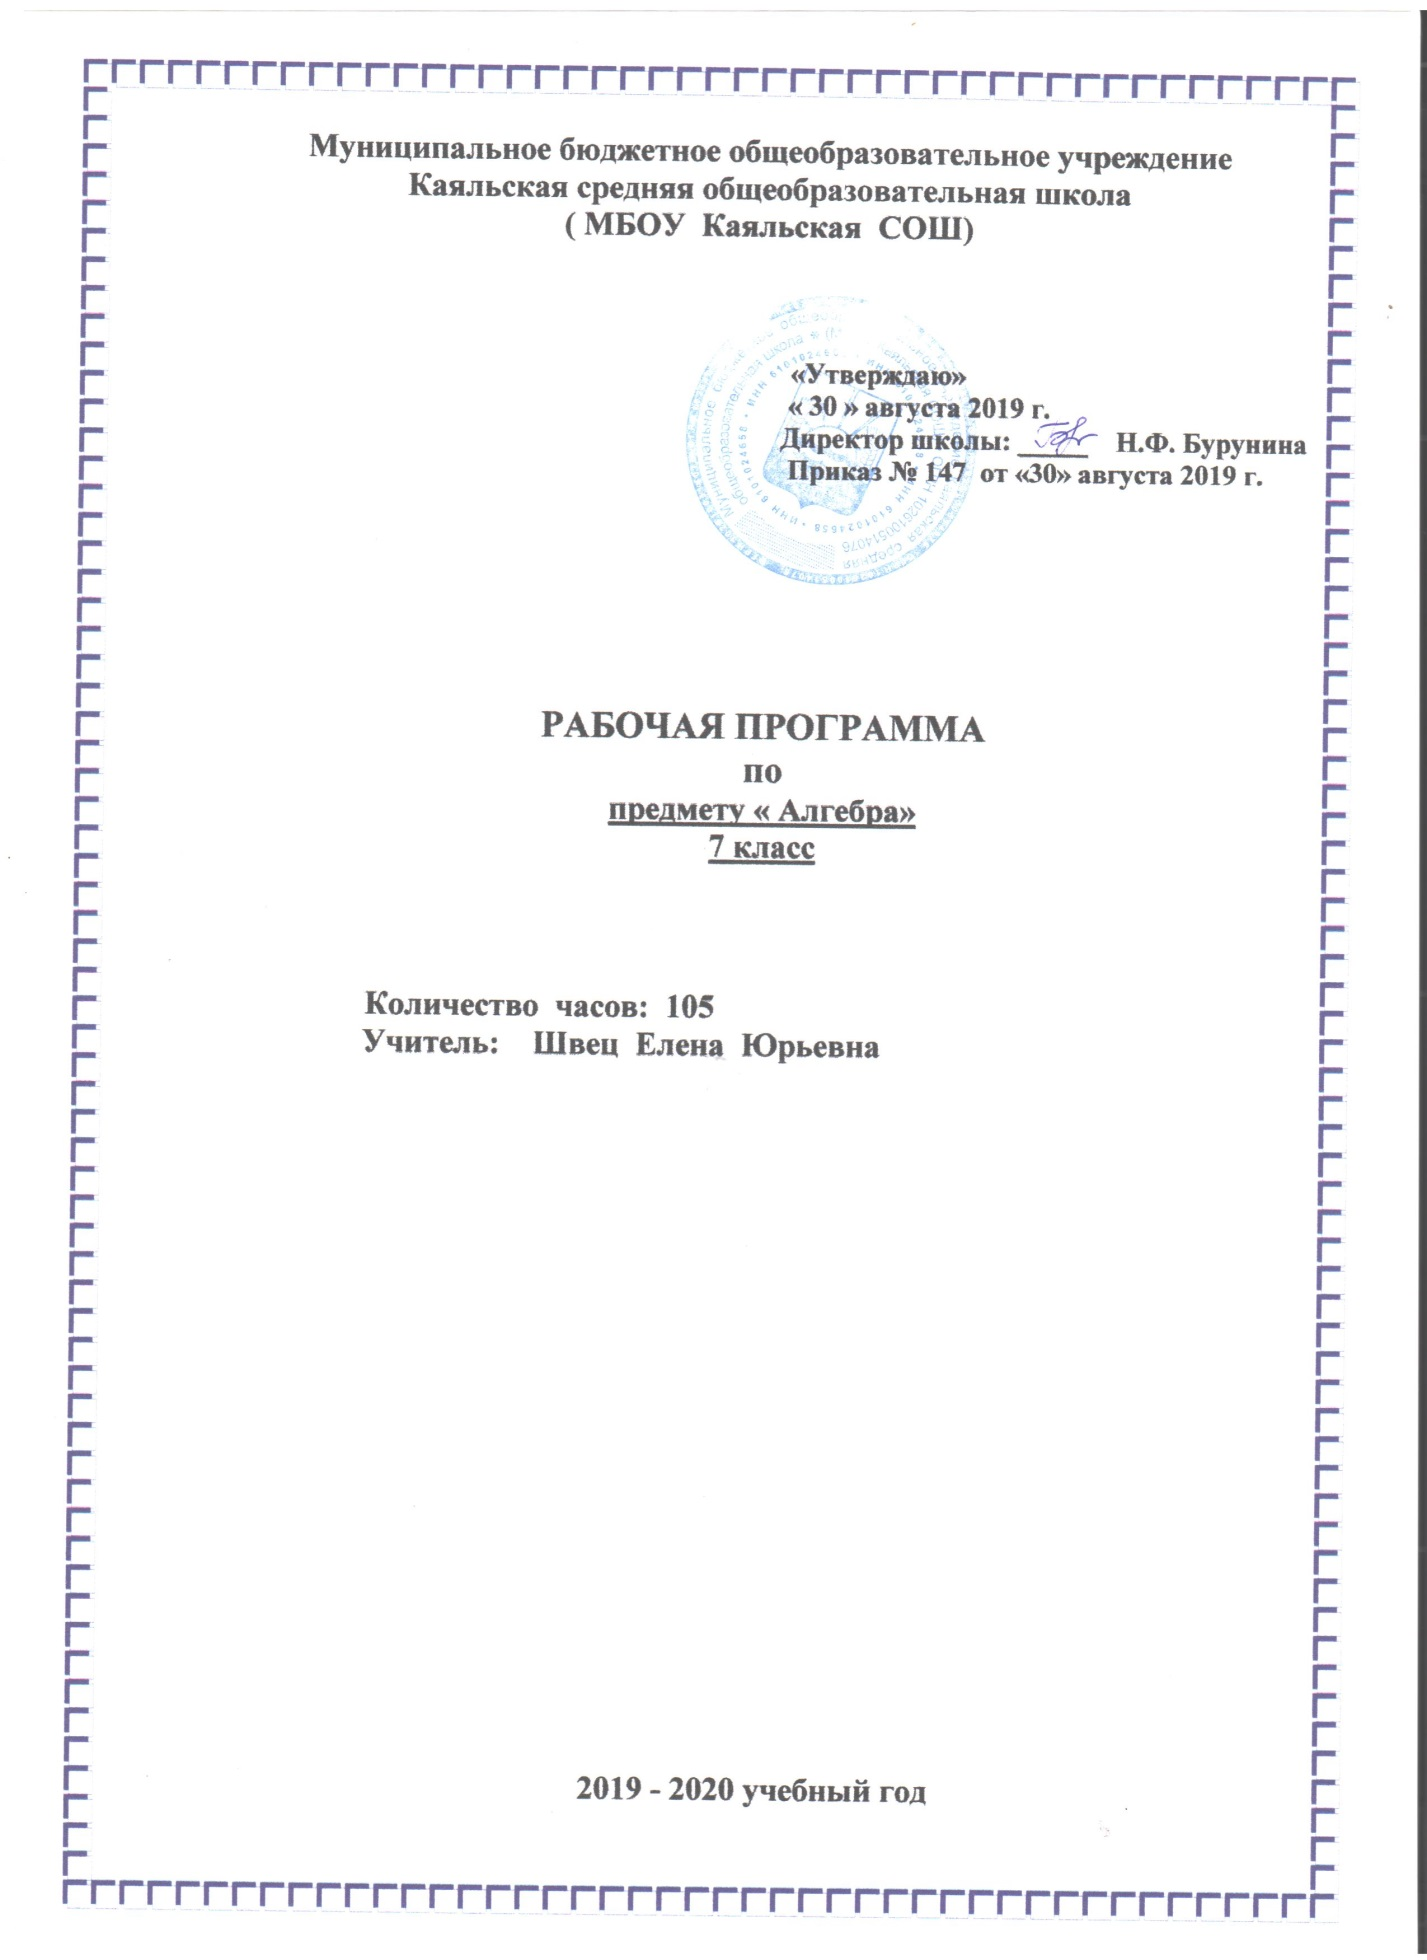 Муниципальное бюджетное общеобразовательное учреждение
Каяльская средняя общеобразовательная школа
( МБОУ Каяльская СОШ)
«Утверждаю»
« 30 » августа 2019 г.
Директор школы: _____ Н.Ф. Бурунина
Приказ № 147 от «30» августа 2019 г.
РАБОЧАЯ ПРОГРАММА
по
предмету « Алгебра»
7 класс
Количество часов: 105
Учитель: Швец Елена Юрьевна
2019 - 2020 учебный год